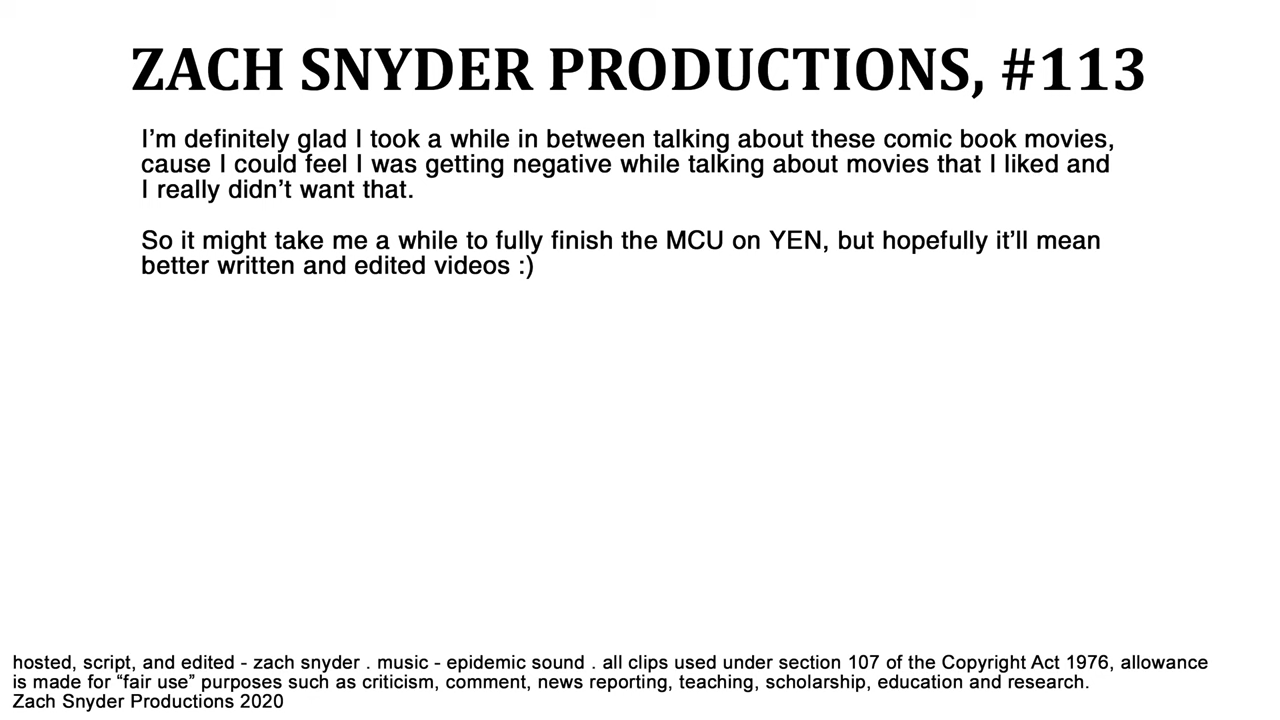 ZACH SNYDER PRODUCTIONS, #113
I’m definitely glad I took a while in between talking about these comic book movies,
cause I could feel I was getting negative while talking about movies that I liked and
I really didn’t want that.
So it might take me a while to fully finish the MCU on YEN, but hopefully it’ll mean
better written and edited videos :)
hosted, script, and edited - zach snyder . music - epidemic sound . all clips used under section 107 of the Copyright Act 1976, allowance
is made for “fair use” purposes such as criticism, comment, news reporting, teaching, scholarship, education and research.
Zach Snyder Productions 2020